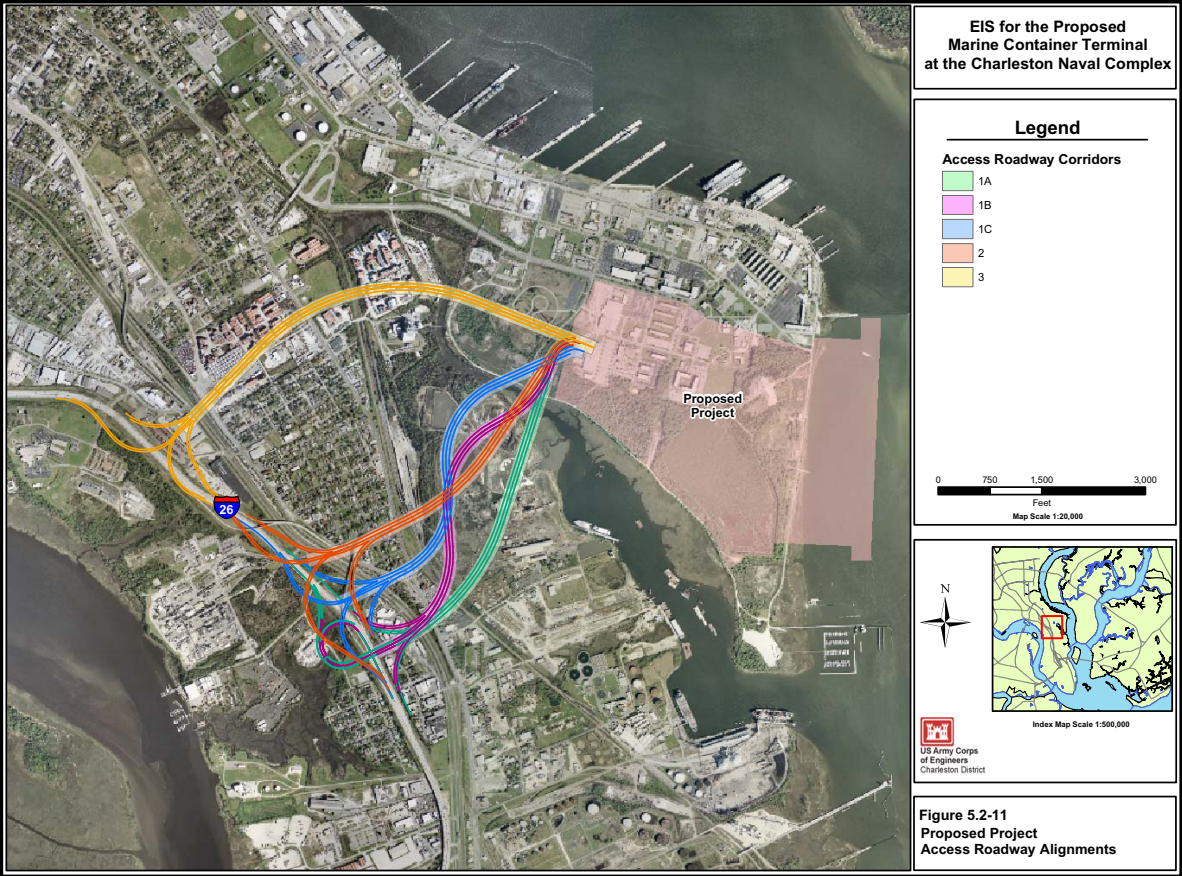 EIS for the Proposed
Marine Container Terminal
at the Charleston Naval Complex
Legend
Access Roadway Corridors
1A
1B
1C
2
3
0 750 1,500 3,000
Feet
Map Scale 1:20,000
Proposed
Project
26
N
Index Map Scale 1:500,000
US Army Corps
of Engineers
Charleston District
Figure 5.2-11
Proposed Project
Access Roadway Alignments